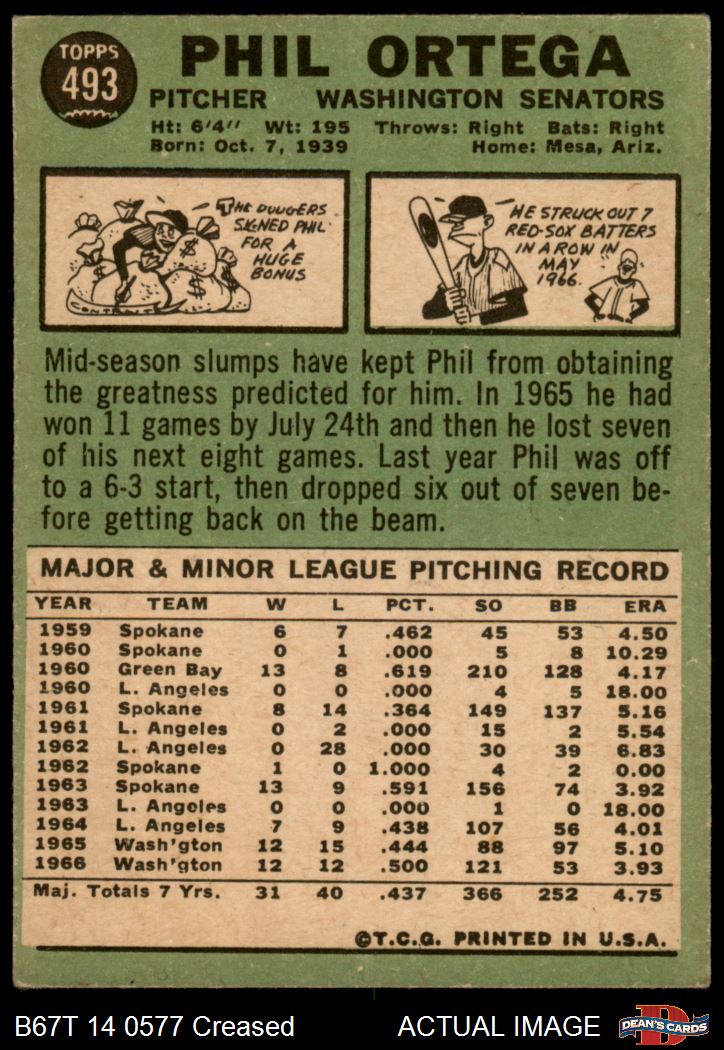 TOPPS
493
PHIL ORTEGA
PITCHER WASHINGTON SENATORS
Ht: 6'4" Wt: 195 Throws: Right Bats: Right
Born: Oct. 7, 1939 Home: Mesa, Ariz.
THE DODGERS
SIGNED PHIL
FOR A
HUGE
BONUS
CONTRACT
HE STRUCK OUT 7
RED-SOX BATTERS
IN A ROW IN
MAY
1966.
Mid-season slumps have kept Phil from obtaining
the greatness predicted for him. In 1965 he had
won 11 games by July 24th and then he lost seven
of his next eight games. Last year Phil was off
to a 6-3 start, then dropped six out of seven be-
fore getting back on the beam.
MAJOR & MINOR LEAGUE PITCHING RECORD
YEAR TEAM W L PCT. SO BB ERA
1959 Spokane 6 7 .462 45 53 4.50
1960 Spokane 0 1 .000 5 8 10.29
1960 Green Bay 13 8 .619 210 128 4.17
1960 L. Angeles 0 0 .000 4 5 18.00
1961 Spokane 8 14 .364 149 137 5.16
1961 L. Angeles 0 2 .000 15 2 5.54
1962 L. Angeles 0 28 .000 30 39 6.83
1962 Spokane 1 0 1.000 4 2 0.00
1963 Spokane 13 9 .591 156 74 3.92
1963 L. Angeles 0 0 .000 1 0 18.00
1964 L. Angeles 7 9 .438 107 56 4.01
1965 Wash'gton 12 15 .444 88 97 5.10
1966 Wash'gton 12 12 .500 121 53 3.93
Maj. Totals 7 Yrs. 31 40 .437 366 252 4.75
©T.C.G. PRINTED IN U.S.A.
B67T 14 0577 Creased ACTUAL IMAGE
D
DEAN'S CARDS